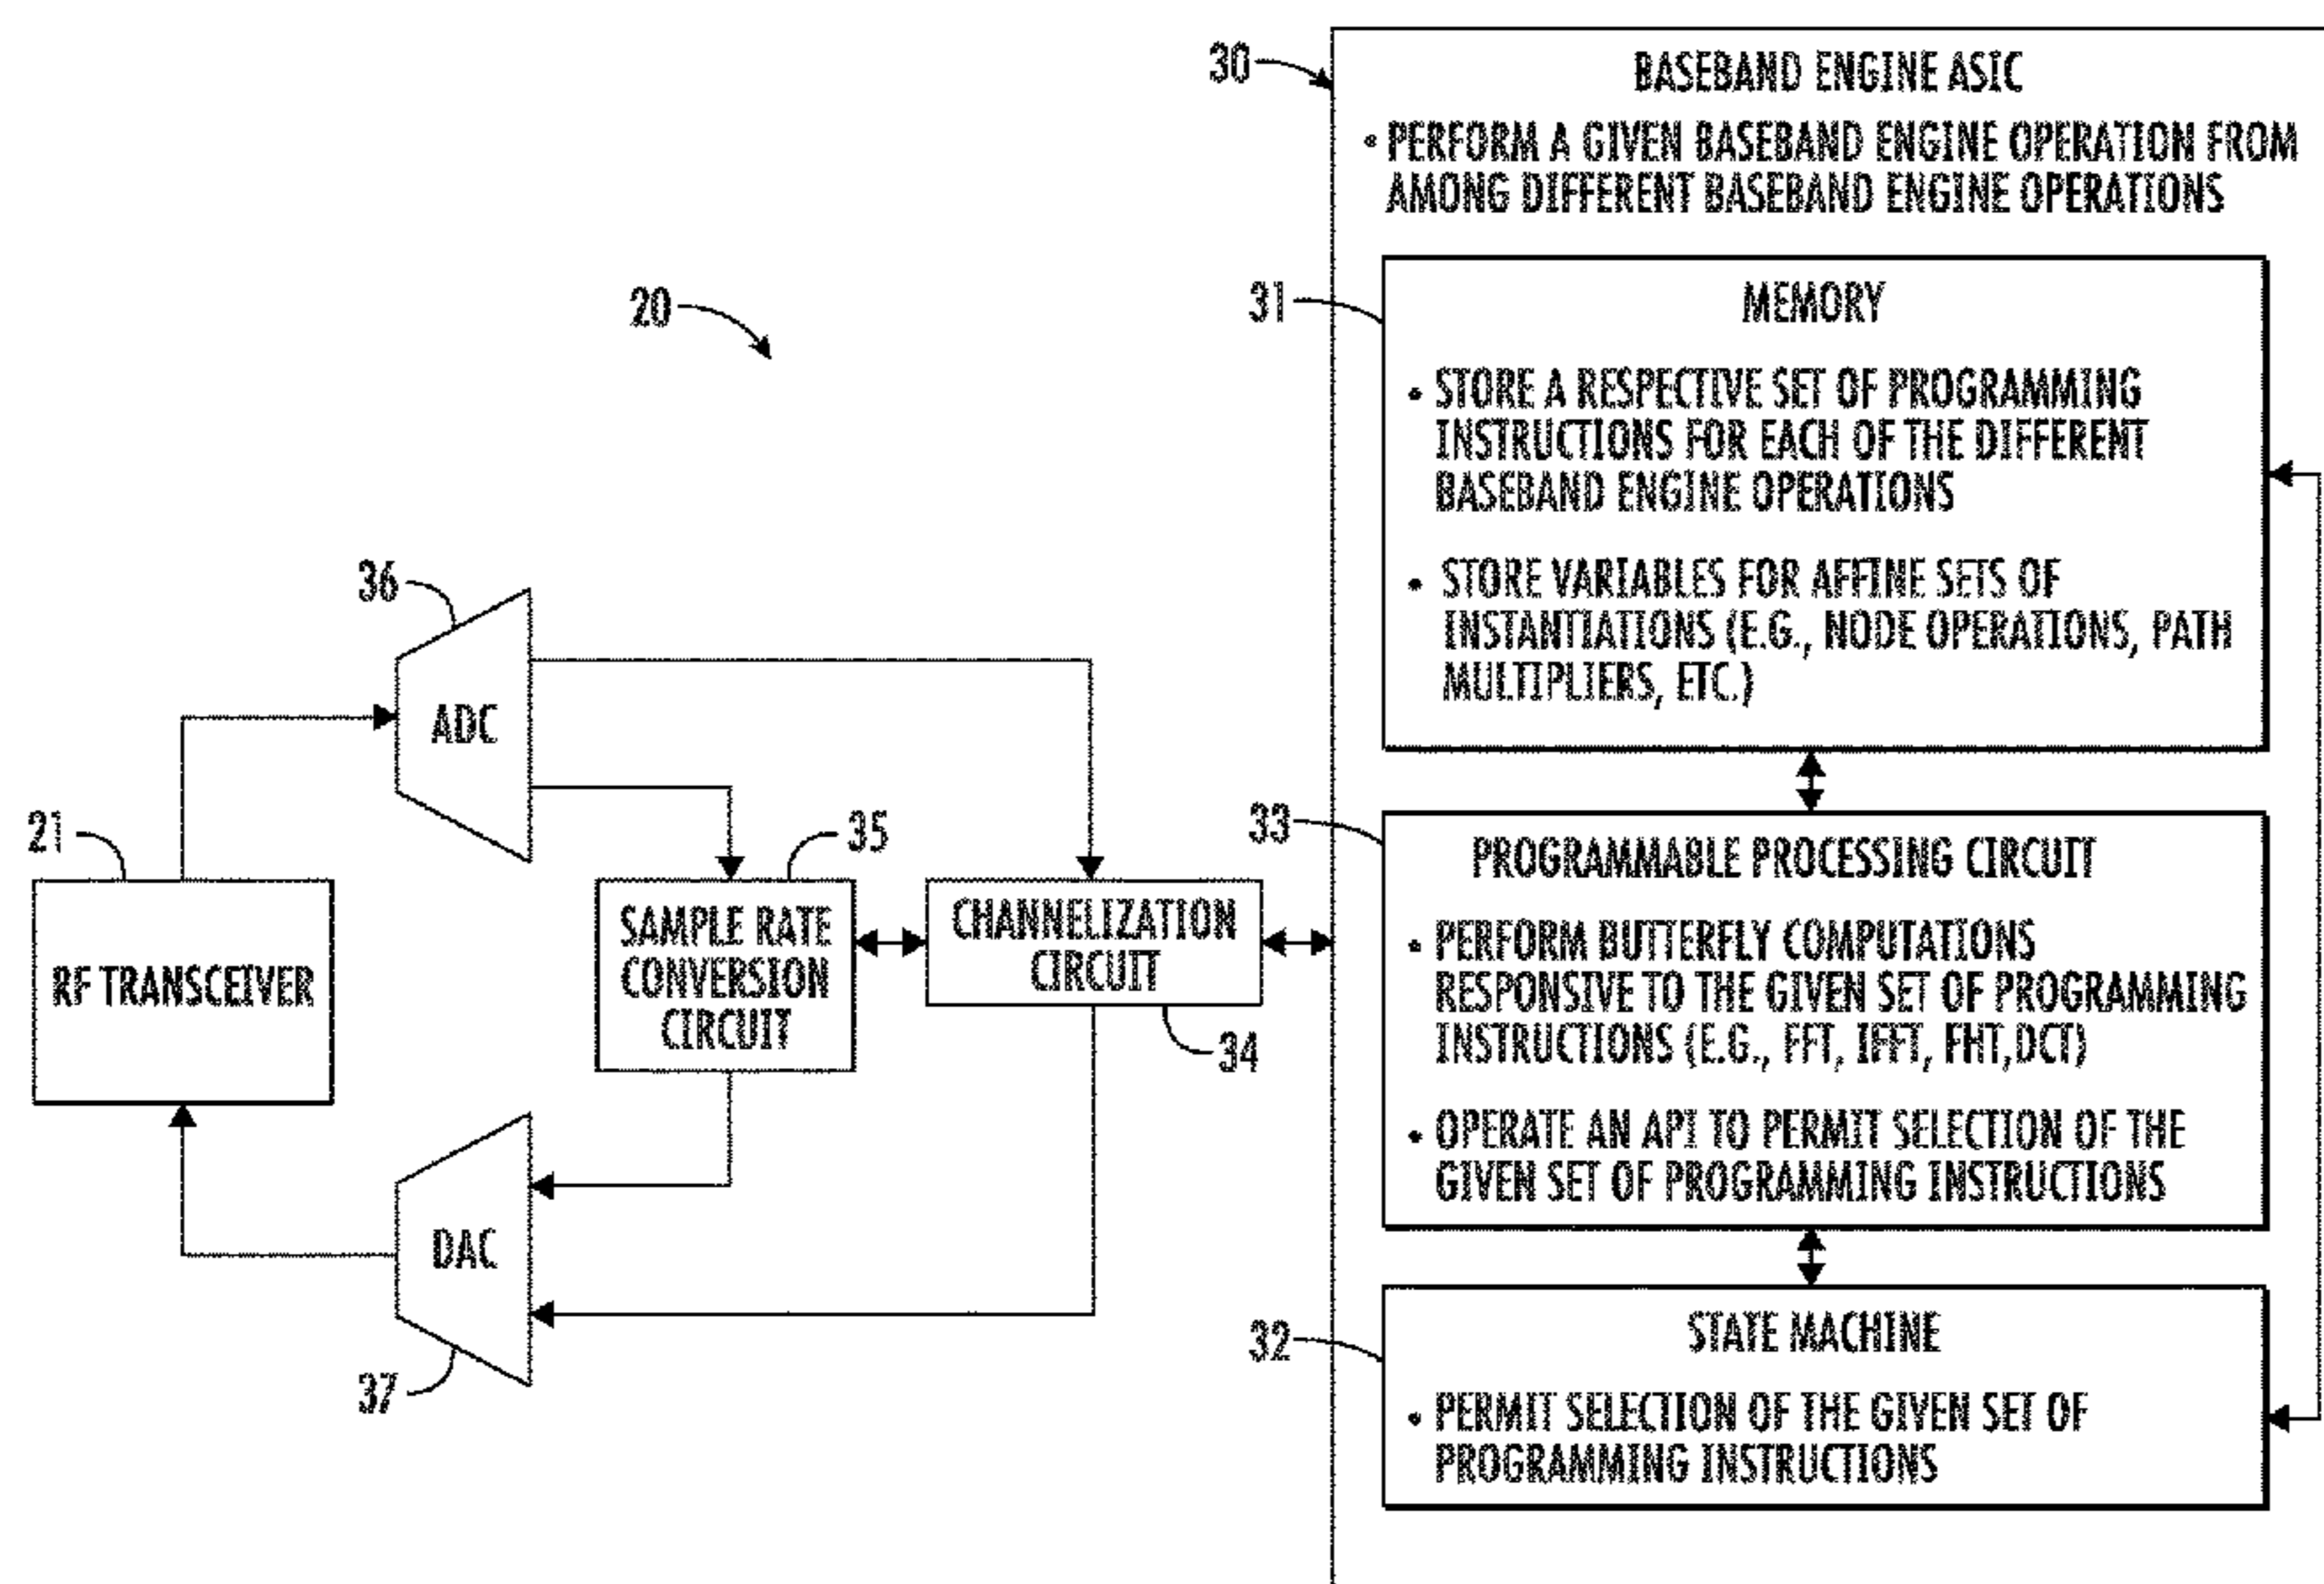 30
BASEBAND ENGINE ASIC
• PERFORM A GIVEN BASEBAND ENGINE OPERATION FROM
AMONG DIFFERENT BASEBAND ENGINE OPERATIONS
20
31
MEMORY
• STORE A RESPECTIVE SET OF PROGRAMMING
INSTRUCTIONS FOR EACH OF THE DIFFERENT
BASEBAND ENGINE OPERATIONS
• STORE VARIABLES FOR AFFINE SETS OF
INSTANTIATIONS (E.G., NODE OPERATIONS, PATH
MULTIPLIERS, ETC.)
36
ADC
21
RF TRANSCEIVER
35
SAMPLE RATE
CONVERSION
CIRCUIT
CHANNELIZATION
CIRCUIT
34
33
PROGRAMMABLE PROCESSING CIRCUIT
• PERFORM BUTTERFLY COMPUTATIONS
RESPONSIVE TO THE GIVEN SET OF PROGRAMMING
INSTRUCTIONS (E.G., FFT, IFFT, FHT,DCT)
• OPERATE AN API TO PERMIT SELECTION OF THE
GIVEN SET OF PROGRAMMING INSTRUCTIONS
DAC
37
32
STATE MACHINE
• PERMIT SELECTION OF THE GIVEN SET OF
PROGRAMMING INSTRUCTIONS